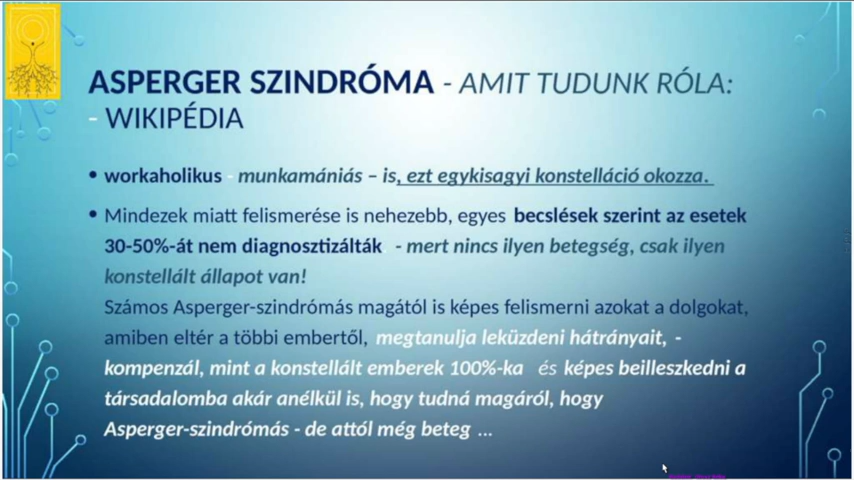 ASPERGER SZINDRÓMA - AMIT TUDUNK RÓLA:
- WIKIPÉDIA
• workaholikus - munkamániás – is, ezt egykisagyi konstelláció okozza.
• Mindezek miatt felismerése is nehezebb, egyes becslések szerint az esetek
30-50%-át nem diagnosztizálták - mert nincs ilyen betegség, csak ilyen
konstellált állapot van!
Számos Asperger-szindrómás magától is képes felismerni azokat a dolgokat,
amiben eltér a többi embertől, megtanulja leküzdeni hátrányait, -
kompenzál, mint a konstellált emberek 100%-ka és képes beilleszkedni a
társadalomba akár anélkül is, hogy tudná magáról, hogy
Asperger-szindrómás - de attól még beteg ...